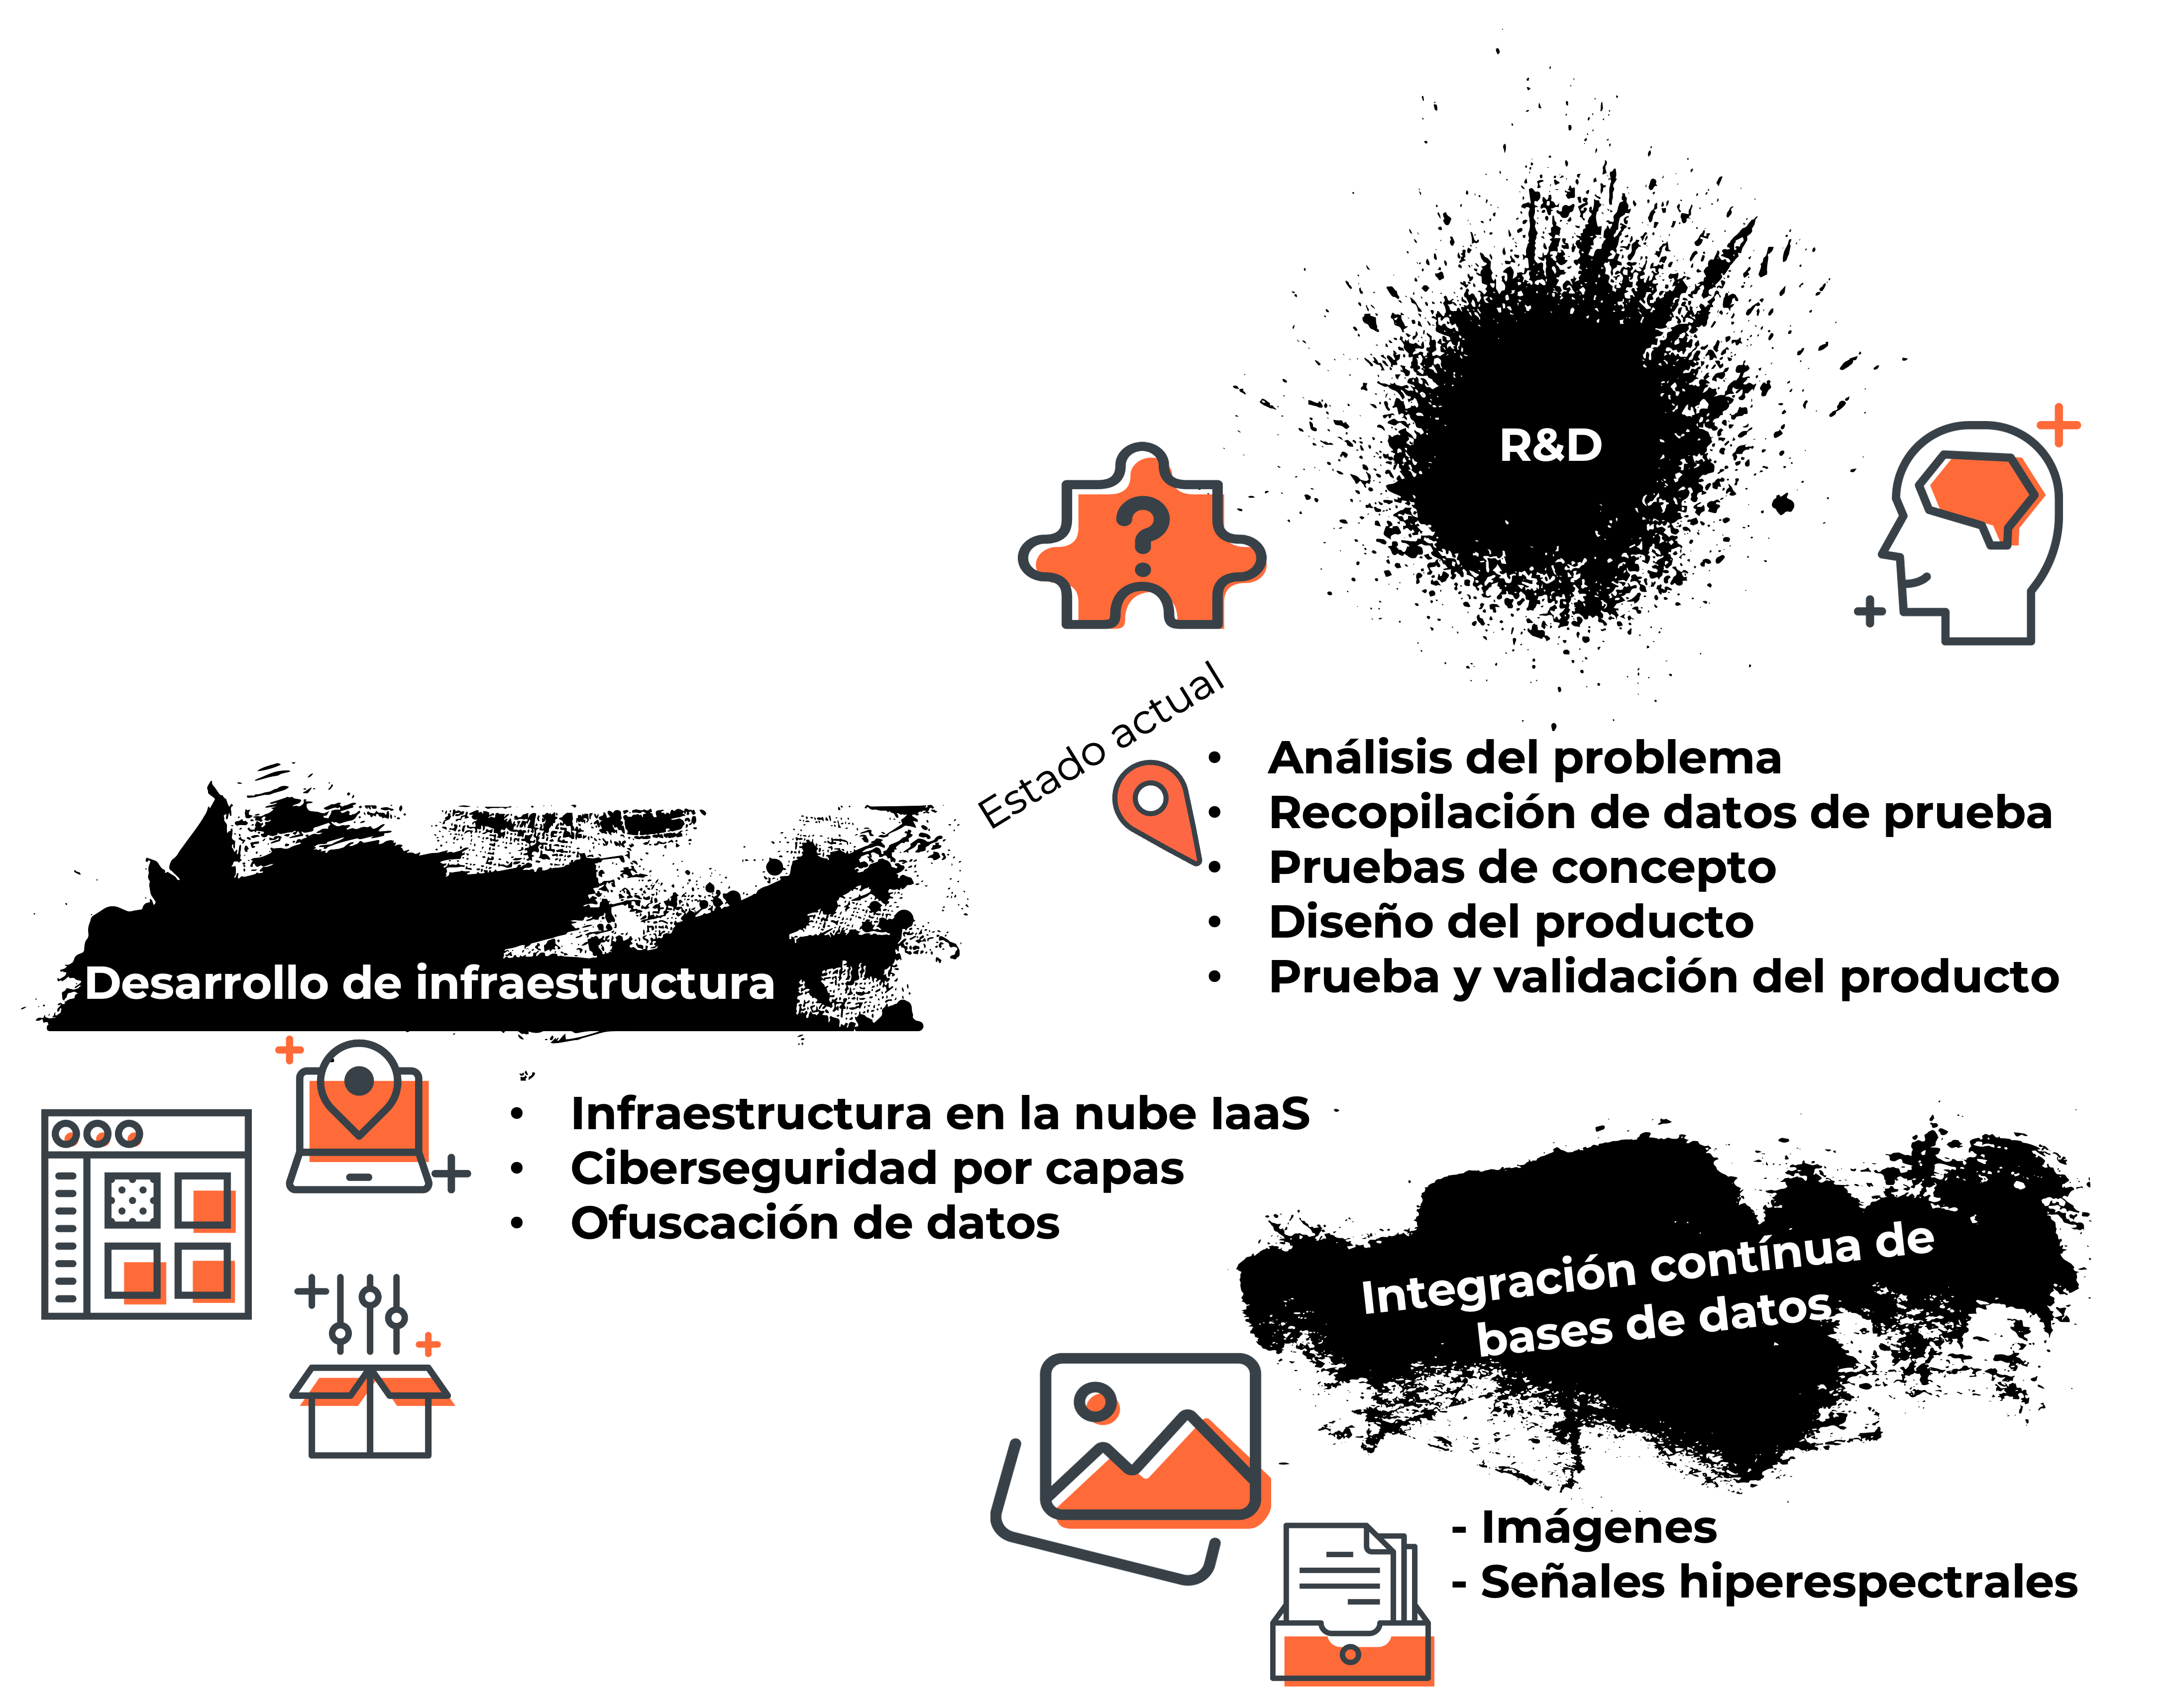 R&D
Estado actual
• Análisis del problema
• Recopilación de datos de prueba
• Pruebas de concepto
• Diseño del producto
• Prueba y validación del producto
Desarrollo de infraestructura
• Infraestructura en la nube IaaS
• Ciberseguridad por capas
• Ofuscación de datos
Integración contínua de
bases de datos
- Imágenes
- Señales hiperespectrales